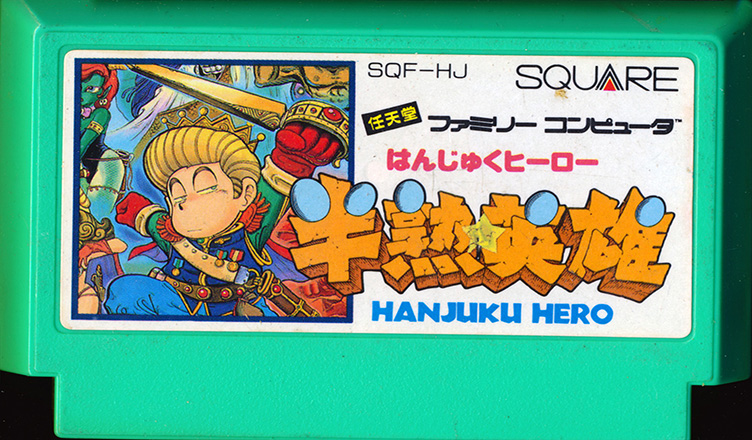 SQF-HJ
SQUARE
任天堂 ファミリー コンピュータ™
はんじゅくヒーロー
半熟英雄
HANJUKU HERO